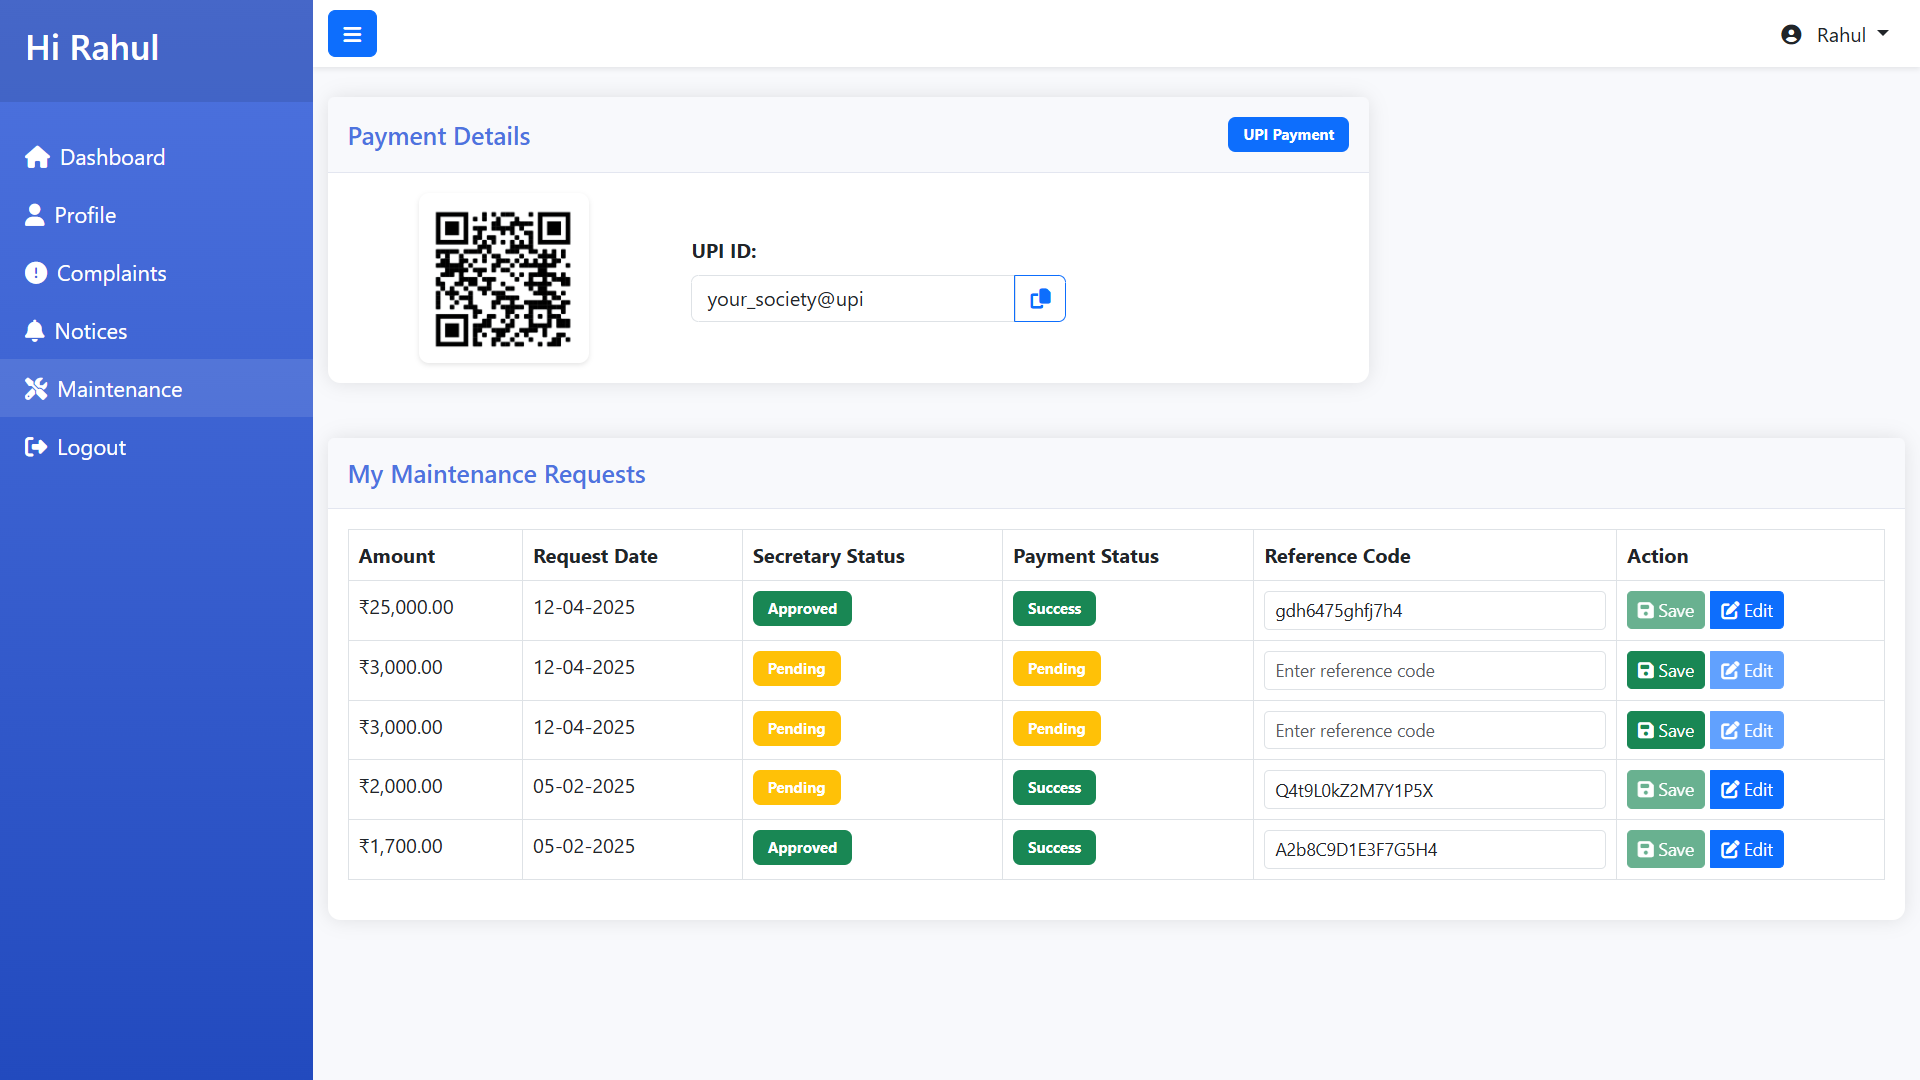 Hi Rahul
Rahul
Dashboard
Profile
Complaints
Notices
Maintenance
Logout
Payment Details
UPI Payment
UPI ID:
your_society@upi
My Maintenance Requests
Amount Request Date Secretary Status Payment Status Reference Code Action
₹25,000.00 12-04-2025 Approved Success gdh6475ghfj7h4 Save Edit
₹3,000.00 12-04-2025 Pending Pending Enter reference code Save Edit
₹3,000.00 12-04-2025 Pending Pending Enter reference code Save Edit
₹2,000.00 05-02-2025 Pending Success Q4t9L0kZ2M7Y1P5X Save Edit
₹1,700.00 05-02-2025 Approved Success A2b8C9D1E3F7G5H4 Save Edit